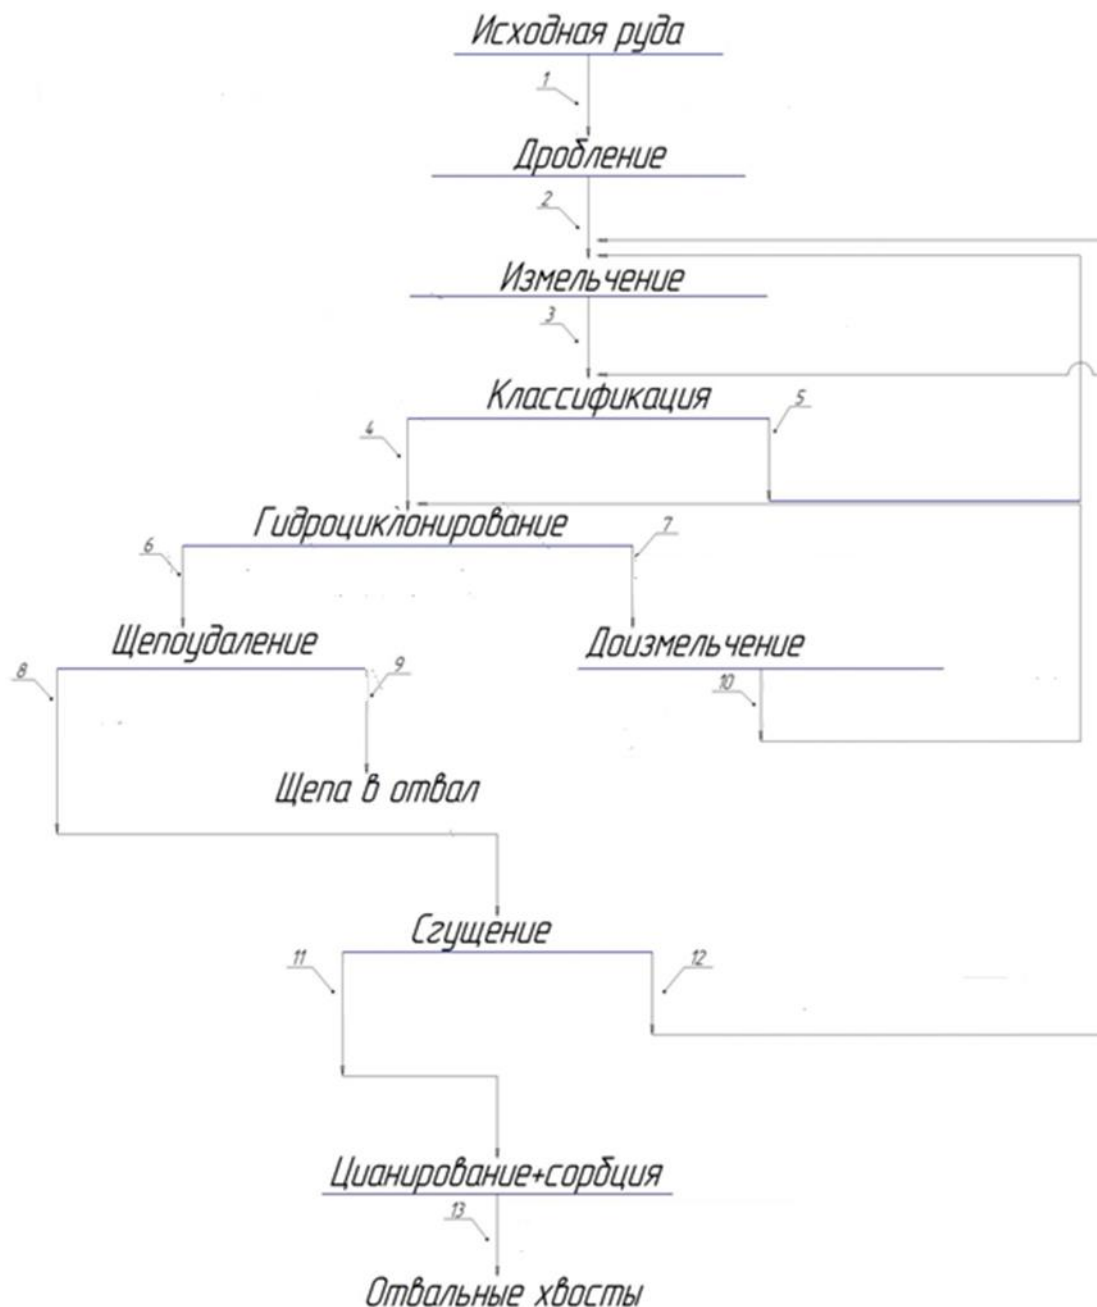 Исходная руда
1
Дробление
2
Измельчение
3
Классификация
5
4
Гидроциклонирование
7
6
Щепоудаление
Доизмельчение
8
9
10
Щепа в отвал
Сгущение
11
12
Цианирование+сорбция
13
Отвальные хвосты